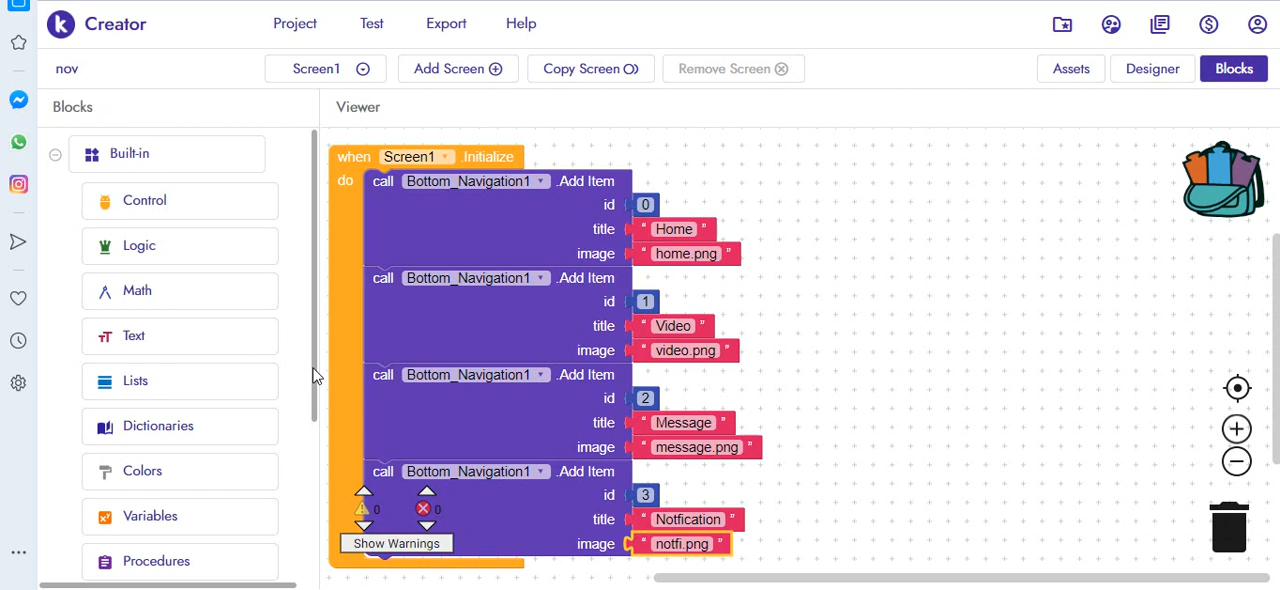 Creator Project Test Export Help
nov Screen1 Add Screen Copy Screen Remove Screen Assets Designer Blocks
Blocks Viewer
Built-in
Control
Logic
Math
Text
Lists
Dictionaries
Colors
Variables
Procedures
when Screen1 .Initialize
do call Bottom_Navigation1 .Add Item
id 0
title " Home "
image " home.png "
call Bottom_Navigation1 .Add Item
id 1
title " Video "
image " video.png "
call Bottom_Navigation1 .Add Item
id 2
title " Message "
image " message.png "
call Bottom_Navigation1 .Add Item
id 3
title " Notfication "
image " notfi.png "
0 0
Show Warnings